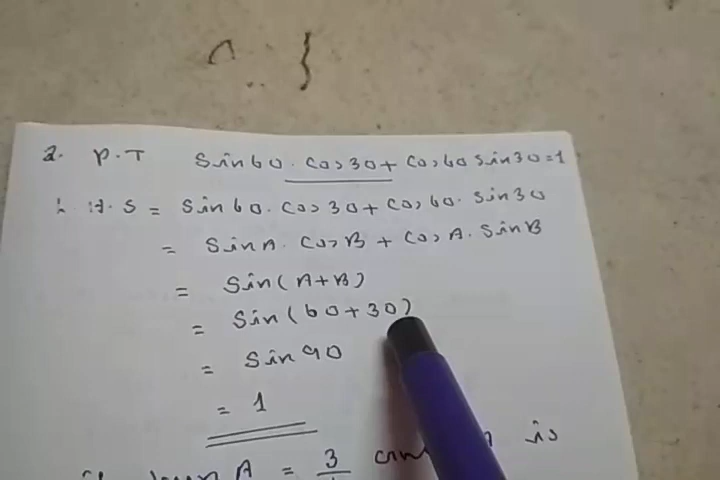 2. P.T Sin60.Cos30+Cos60 Sin30=1
L.H.S = Sin60.Cos30+Cos60.Sin30
= SinA.CosB+CosA.SinB
= Sin(A+B)
= Sin(60+30)
= Sin90
= 1
A = 3 is